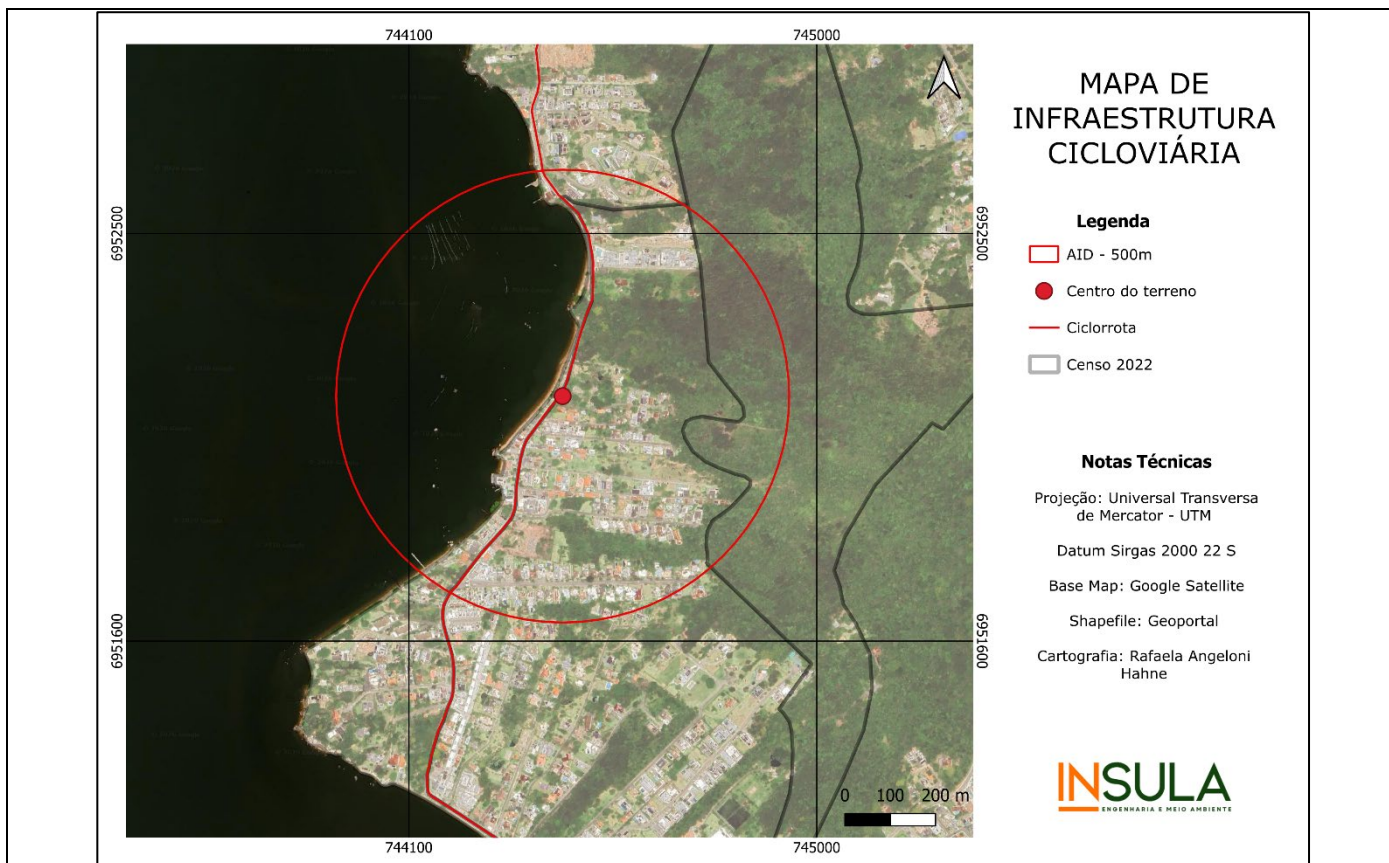 744100
745000
6952500
6952500
6951600
6951600
744100
745000
0 100 200 m
MAPA DE
INFRAESTRUTURA
CICLOVIÁRIA
Legenda
AID - 500m
Centro do terreno
Ciclorrota
Censo 2022
Notas Técnicas
Projeção: Universal Transversa
de Mercator - UTM
Datum Sirgas 2000 22 S
Base Map: Google Satellite
Shapefile: Geoportal
Cartografia: Rafaela Angeloni
Hahne
INSULA
ENGENHARIA E MEIO AMBIENTE